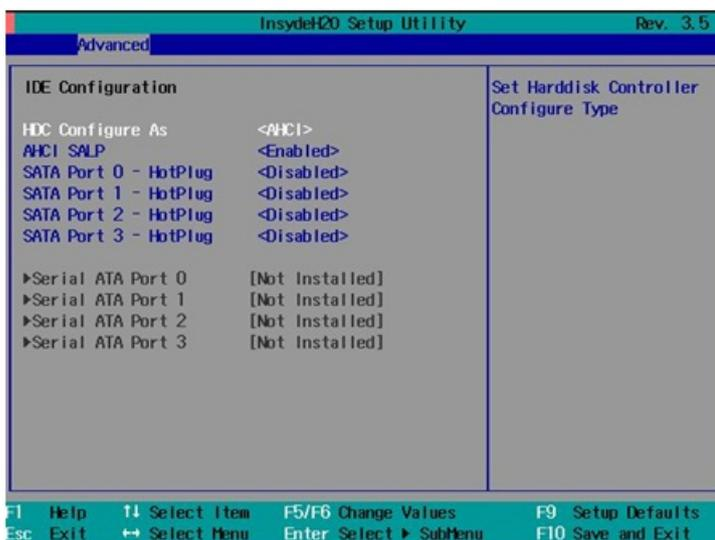 InsydeH2O Setup Utility Rev. 3.5
Advanced
IDE Configuration
Set Harddisk Controller
Configure Type
HDC Configure As <AHCI>
AHCI SALP <Enabled>
SATA Port 0 - HotPlug <Disabled>
SATA Port 1 - HotPlug <Disabled>
SATA Port 2 - HotPlug <Disabled>
SATA Port 3 - HotPlug <Disabled>
▶Serial ATA Port 0 [Not Installed]
▶Serial ATA Port 1 [Not Installed]
▶Serial ATA Port 2 [Not Installed]
▶Serial ATA Port 3 [Not Installed]
F1 Help ↑↓ Select Item F5/F6 Change Values F9 Setup Defaults
Esc Exit ↔ Select Menu Enter Select ▶ SubMenu F10 Save and Exit